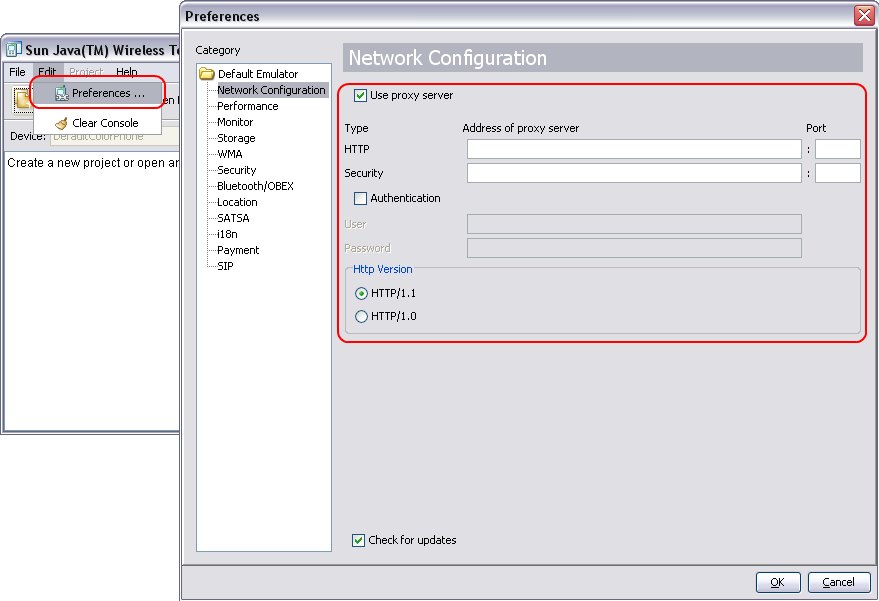 Sun Java(TM) Wireless
File Edit Project Help
Preferences ...
Clear Console
Device: DefaultColorPhone
Create a new project or open
Preferences
Category
Default Emulator
Network Configuration
Performance
Monitor
Storage
WMA
Security
Bluetooth/OBEX
Location
SATSA
i18n
Payment
SIP
Network Configuration
Use proxy server
Type Address of proxy server Port
HTTP :
Security :
Authentication
User
Password
Http Version
HTTP/1.1
HTTP/1.0
Check for updates
OK Cancel